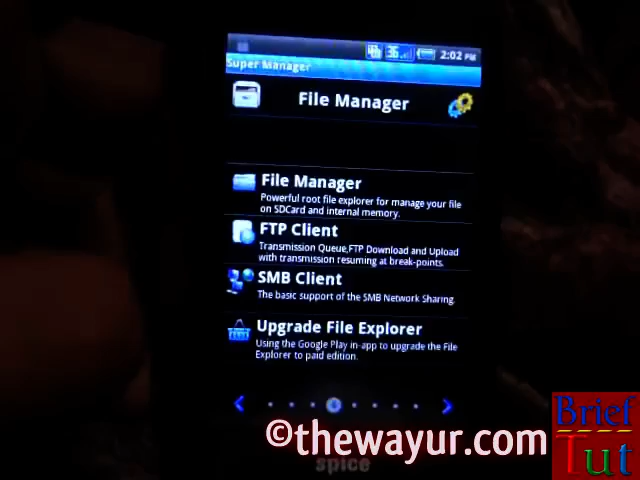 3G 2:02 PM
Super Manager
File Manager
File Manager
Powerful root file explorer for manage your file
on SDCard and internal memory.
FTP Client
Transmission Queue,FTP Download and Upload
with transmission resuming at break-points.
SMB Client
The basic support of the SMB Network Sharing.
Upgrade File Explorer
Using the Google Play in-app to upgrade the File
Explorer to paid edition.
©thewayur.com
spice
Brief
Tut